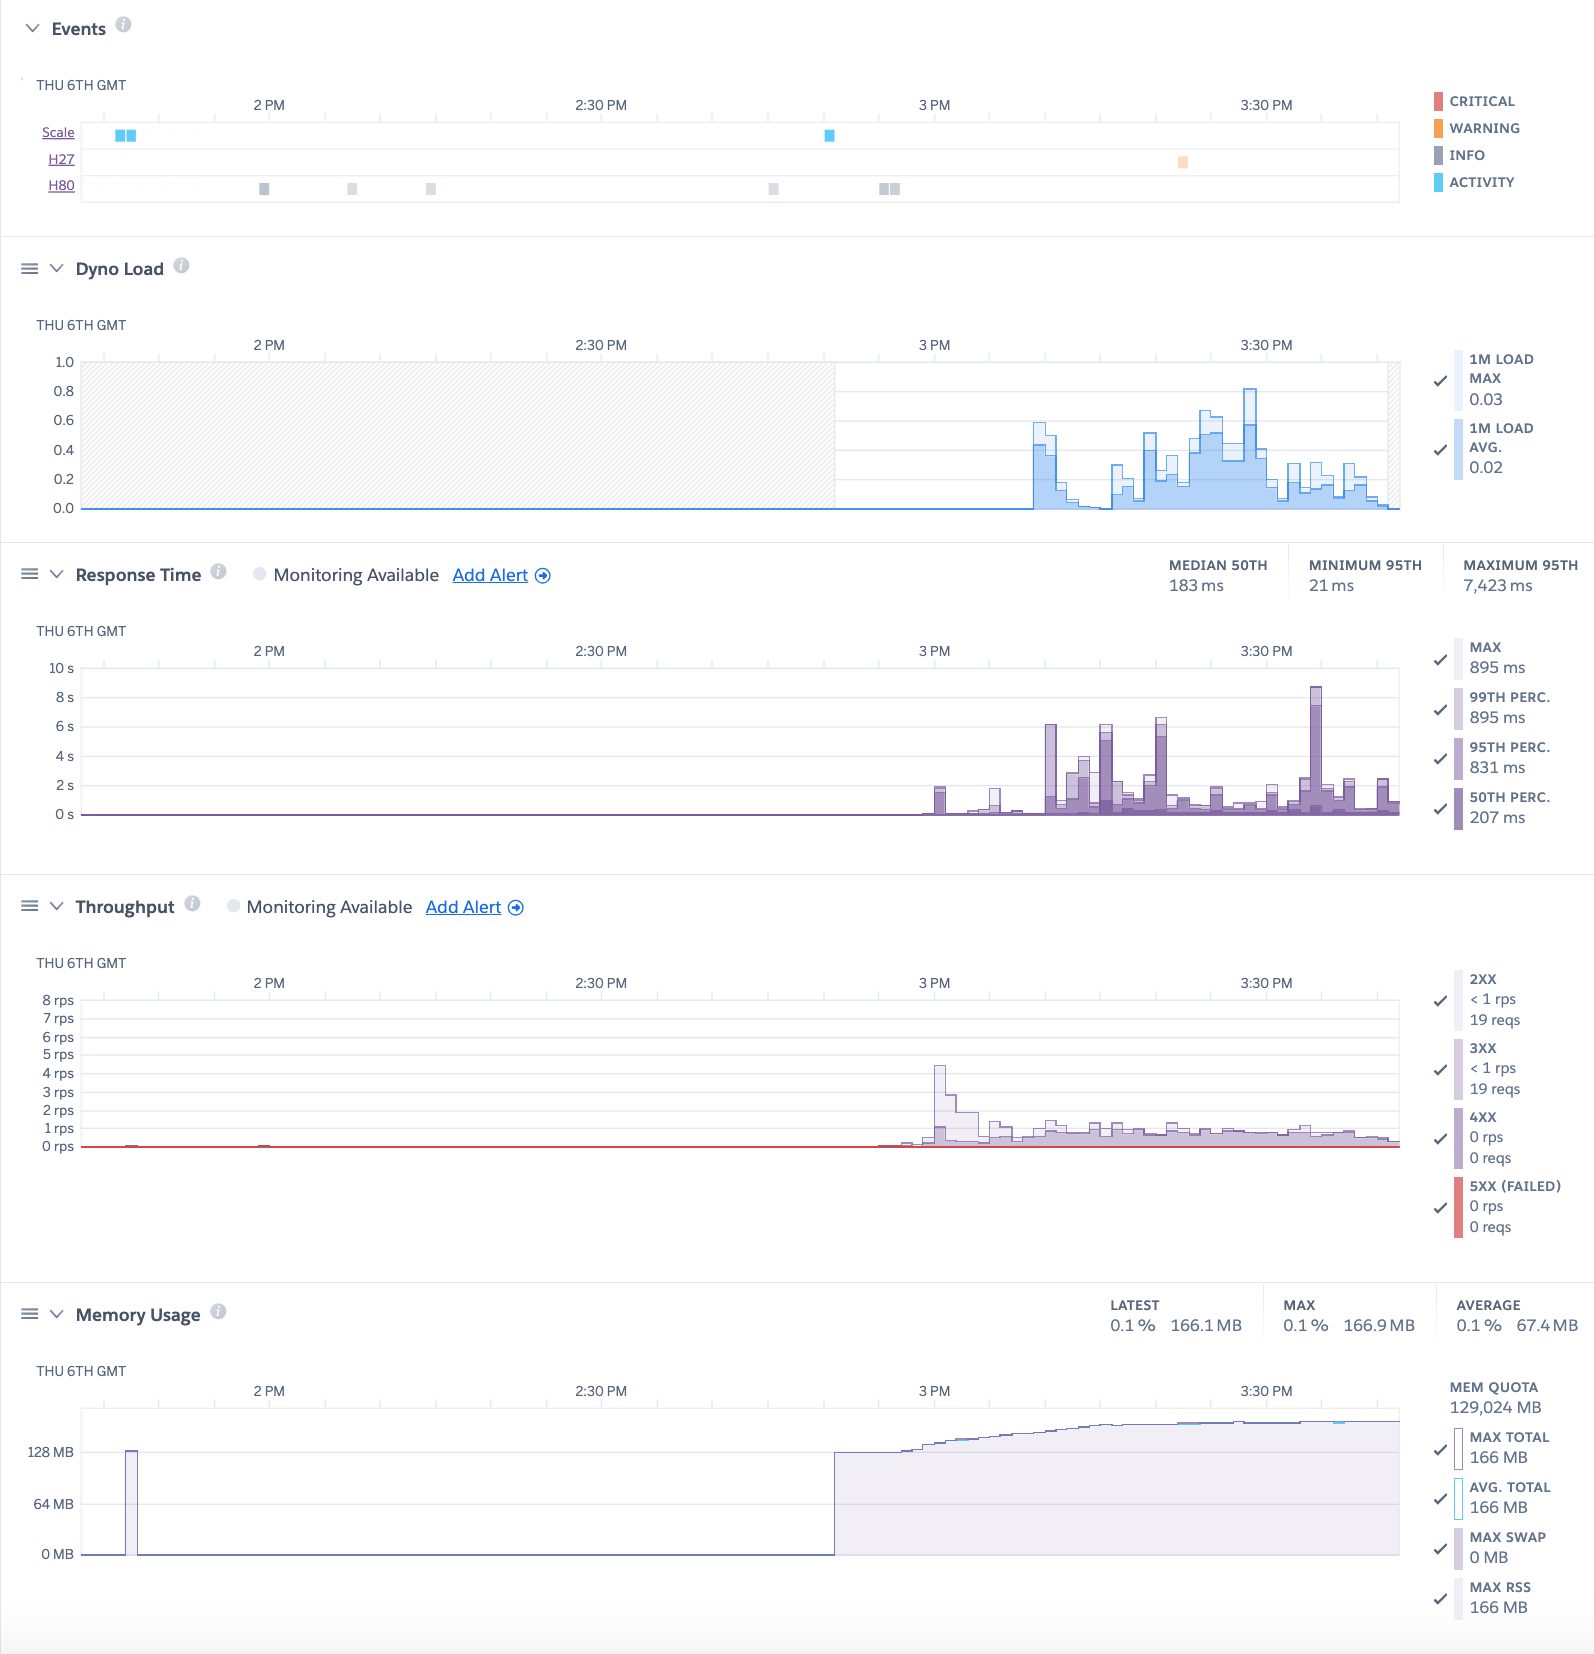 Events
THU 6TH GMT
2 PM 2:30 PM 3 PM 3:30 PM
Scale
H27
H80
CRITICAL
WARNING
INFO
ACTIVITY
Dyno Load
THU 6TH GMT
2 PM 2:30 PM 3 PM 3:30 PM
1.0
0.8
0.6
0.4
0.2
0.0
1M LOAD
MAX
0.03
1M LOAD
AVG.
0.02
Response Time Monitoring Available Add Alert
MEDIAN 50TH MINIMUM 95TH MAXIMUM 95TH
183 ms 21 ms 7,423 ms
THU 6TH GMT
2 PM 2:30 PM 3 PM 3:30 PM
10 s
8 s
6 s
4 s
2 s
0 s
MAX
895 ms
99TH PERC.
895 ms
95TH PERC.
831 ms
50TH PERC.
207 ms
Throughput Monitoring Available Add Alert
THU 6TH GMT
2 PM 2:30 PM 3 PM 3:30 PM
8 rps
7 rps
6 rps
5 rps
4 rps
3 rps
2 rps
1 rps
0 rps
2XX
< 1 rps
19 reqs
3XX
< 1 rps
19 reqs
4XX
0 rps
0 reqs
5XX (FAILED)
0 rps
0 reqs
Memory Usage
LATEST MAX AVERAGE
0.1 % 166.1 MB 0.1 % 166.9 MB 0.1 % 67.4 MB
THU 6TH GMT
2 PM 2:30 PM 3 PM 3:30 PM
128 MB
64 MB
0 MB
MEM QUOTA
129,024 MB
MAX TOTAL
166 MB
AVG. TOTAL
166 MB
MAX SWAP
0 MB
MAX RSS
166 MB